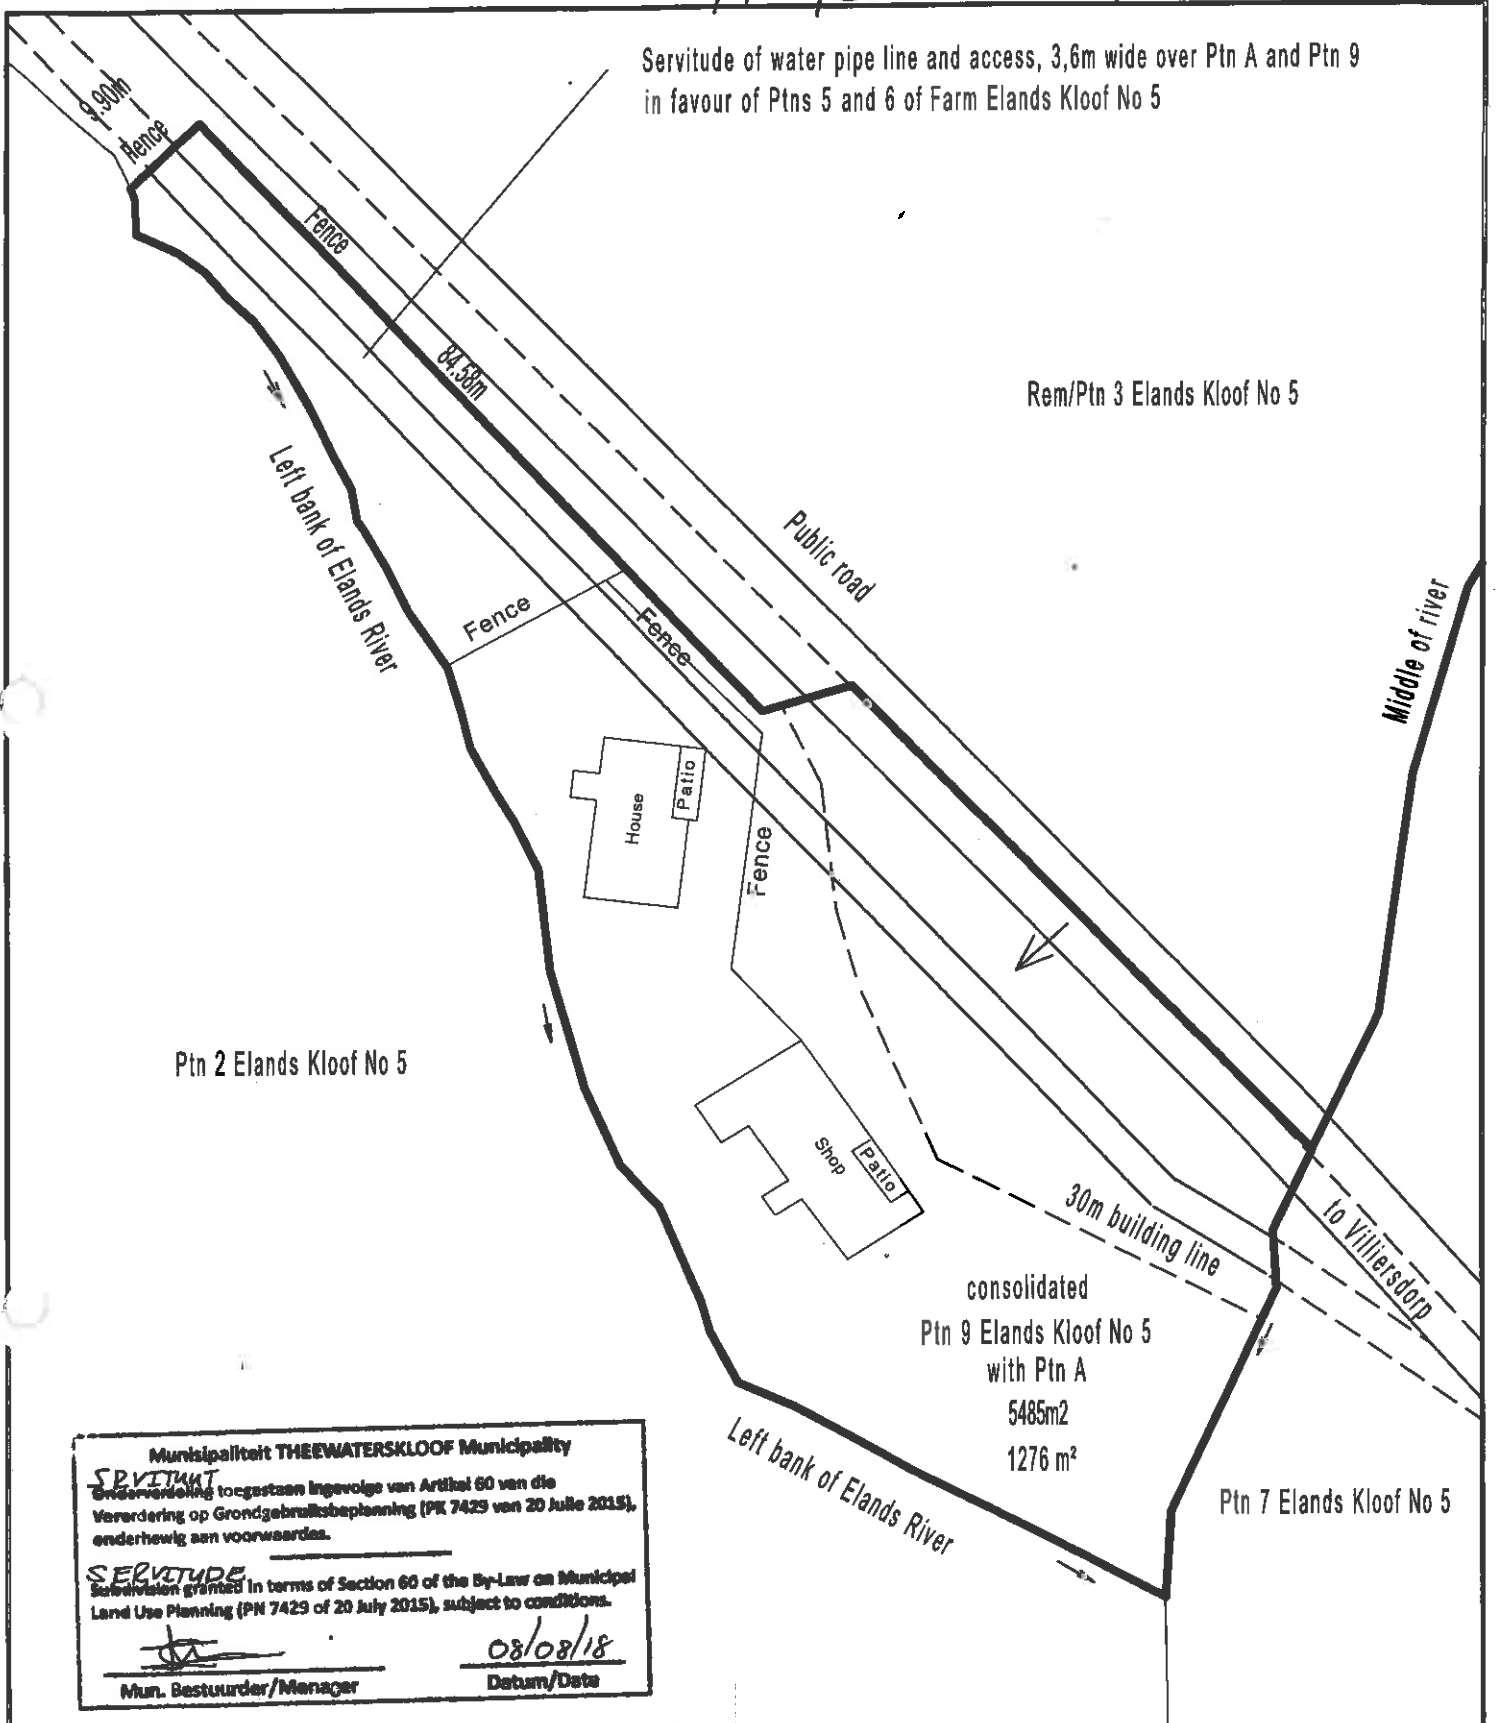 Servitude of water pipe line and access, 3,6m wide over Ptn A and Ptn 9
in favour of Ptns 5 and 6 of Farm Elands Kloof No 5
9.90m
Fence
Fence
84.58m
Rem/Ptn 3 Elands Kloof No 5
Left bank of Elands River
Public road
Middle of river
Fence
Fence
House
Patio
Fence
Ptn 2 Elands Kloof No 5
Shop
Patio
30m building line
to Villiersdorp
consolidated
Ptn 9 Elands Kloof No 5
with Ptn A
5485m2
1276 m²
Left bank of Elands River
Ptn 7 Elands Kloof No 5
Munisipaliteit THEEWATERSKLOOF Municipality
SERVITUUT
Onderverdeling toegestaan ingevolge van Artikel 60 van die
Verordering op Grondgebruiksbeplanning (PK 7429 van 20 Julie 2015),
onderhewig aan voorwaardes.
SERVITUDE
Subdivision granted in terms of Section 60 of the By-Law on Municipal
Land Use Planning (PN 7429 of 20 July 2015), subject to conditions.
08/08/18
Mun. Bestuurder/Manager
Datum/Date